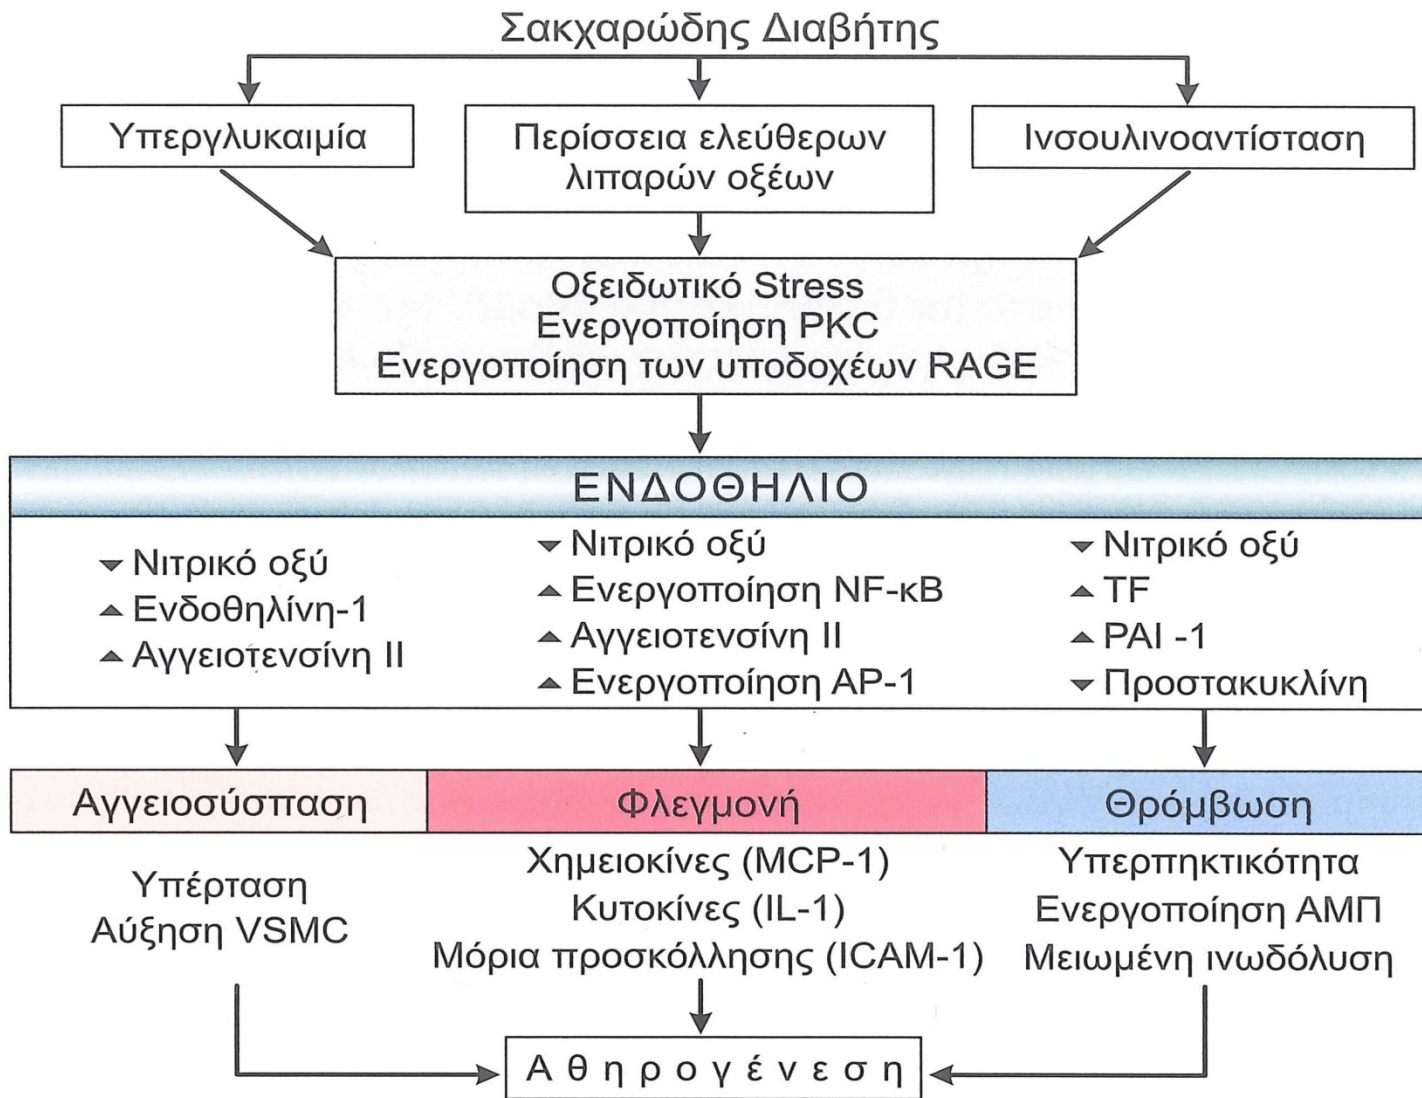 Σακχαρώδης Διαβήτης
Υπεργλυκαιμία
Περίσσεια ελεύθερων
λιπαρών οξέων
Ινσουλινοαντίσταση
Οξειδωτικό Stress
Ενεργοποίηση PKC
Ενεργοποίηση των υποδοχέων RAGE
ΕΝΔΟΘΗΛΙΟ
Νιτρικό οξύ
Ενδοθηλίνη-1
Αγγειοτενσίνη II
Νιτρικό οξύ
Ενεργοποίηση NF-κB
Αγγειοτενσίνη II
Ενεργοποίηση AP-1
Νιτρικό οξύ
TF
PAI -1
Προστακυκλίνη
Αγγειοσύσπαση
Φλεγμονή
Θρόμβωση
Υπέρταση
Αύξηση VSMC
Χημειοκίνες (MCP-1)
Κυτοκίνες (IL-1)
Μόρια προσκόλλησης (ICAM-1)
Υπερπηκτικότητα
Ενεργοποίηση ΑΜΠ
Μειωμένη ινωδόλυση
Αθηρογένεση